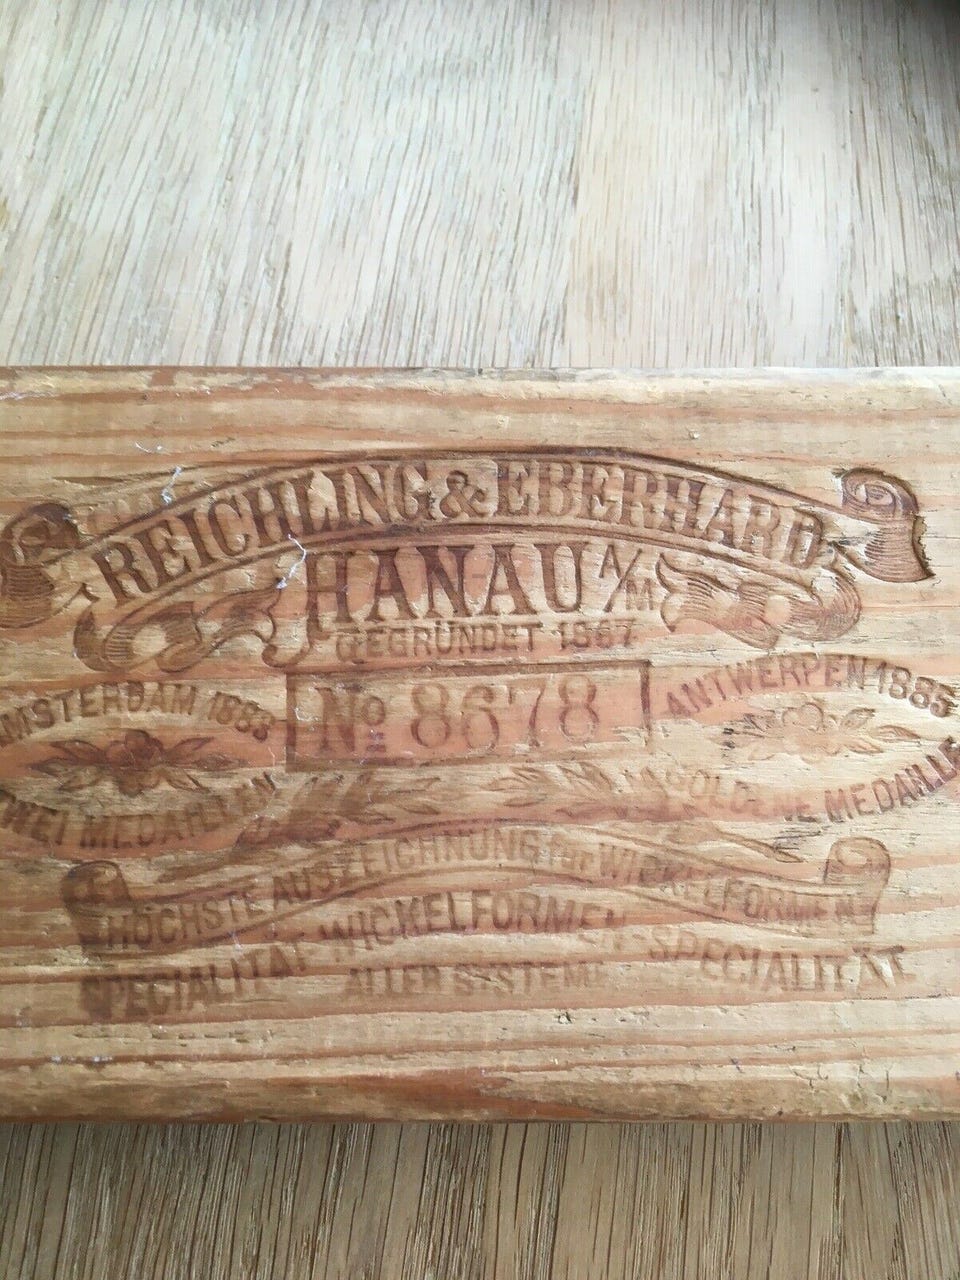 REICHLING & EBERHARD
HANAU A/M
GEGRÜNDET 1867
AMSTERDAM 1883
ZWEI MEDAILLEN
No 8678
ANTWERPEN 1885
GOLDENE MEDAILLE
HÖCHSTE AUSZEICHNUNG für WICKELFORMEN
SPECIALITÄT-WICKELFORMEN-SPECIALITÄT
ALLER SYSTEME